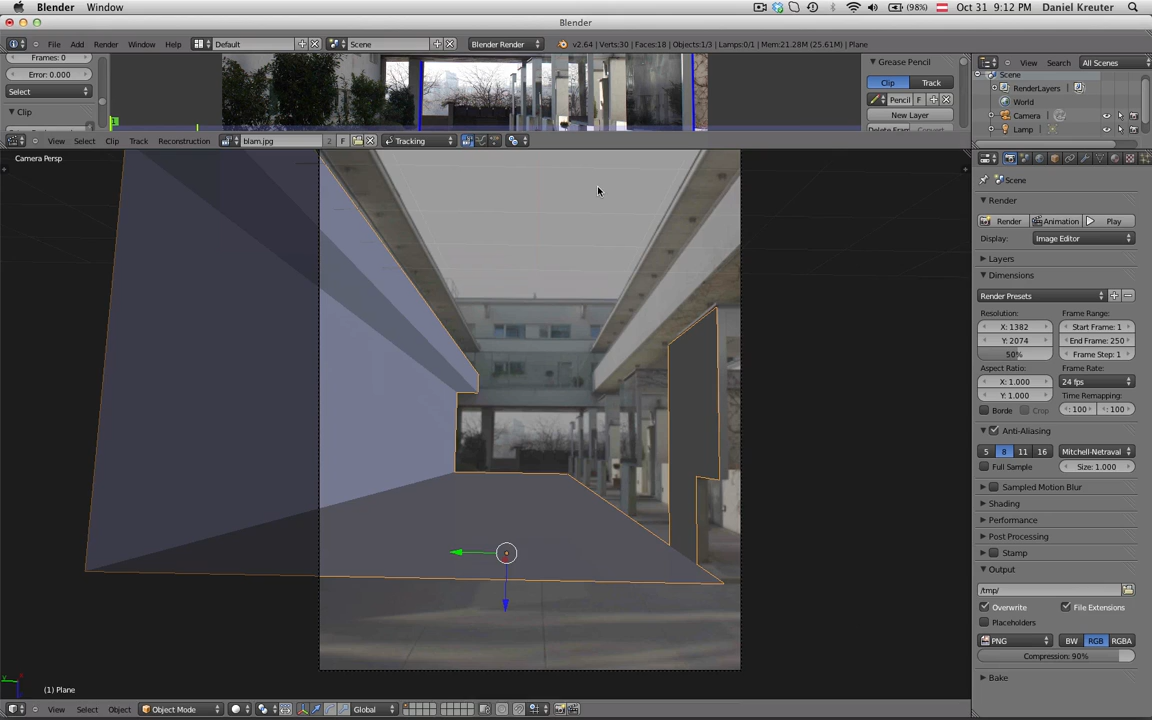 Blender Window
(98%) Oct 31 9:12 PM Daniel Kreuter
Blender
File Add Render Window Help Default Scene Blender Render v2.64 | Verts:30 | Faces:18 | Objects:1/3 | Lamps:0/1 | Mem:21.28M (25.61M) | Plane
View Search All Scenes
Frames: 0
Error: 0.000
Select
Clip
1
Grease Pencil
Clip Track
Pencil F
New Layer
Scene
RenderLayers
World
Camera
Lamp
View Select Clip Track Reconstruction blam.jpg 2 F Tracking
Camera Persp
Scene
Render
Render Animation Play
Display: Image Editor
Layers
Dimensions
Render Presets
Resolution: Frame Range:
X: 1382 Start Frame: 1
Y: 2074 End Frame: 250
50% Frame Step: 1
Aspect Ratio: Frame Rate:
X: 1.000 24 fps
Y: 1.000 Time Remapping:
Borde Crop : 100 : 100
Anti-Aliasing
5 8 11 16 Mitchell-Netraval
Full Sample Size: 1.000
Sampled Motion Blur
Shading
Performance
Post Processing
Stamp
Output
/tmp/
Overwrite File Extensions
Placeholders
PNG BW RGB RGBA
Compression: 90%
Bake
(1) Plane
View Select Object Object Mode Global